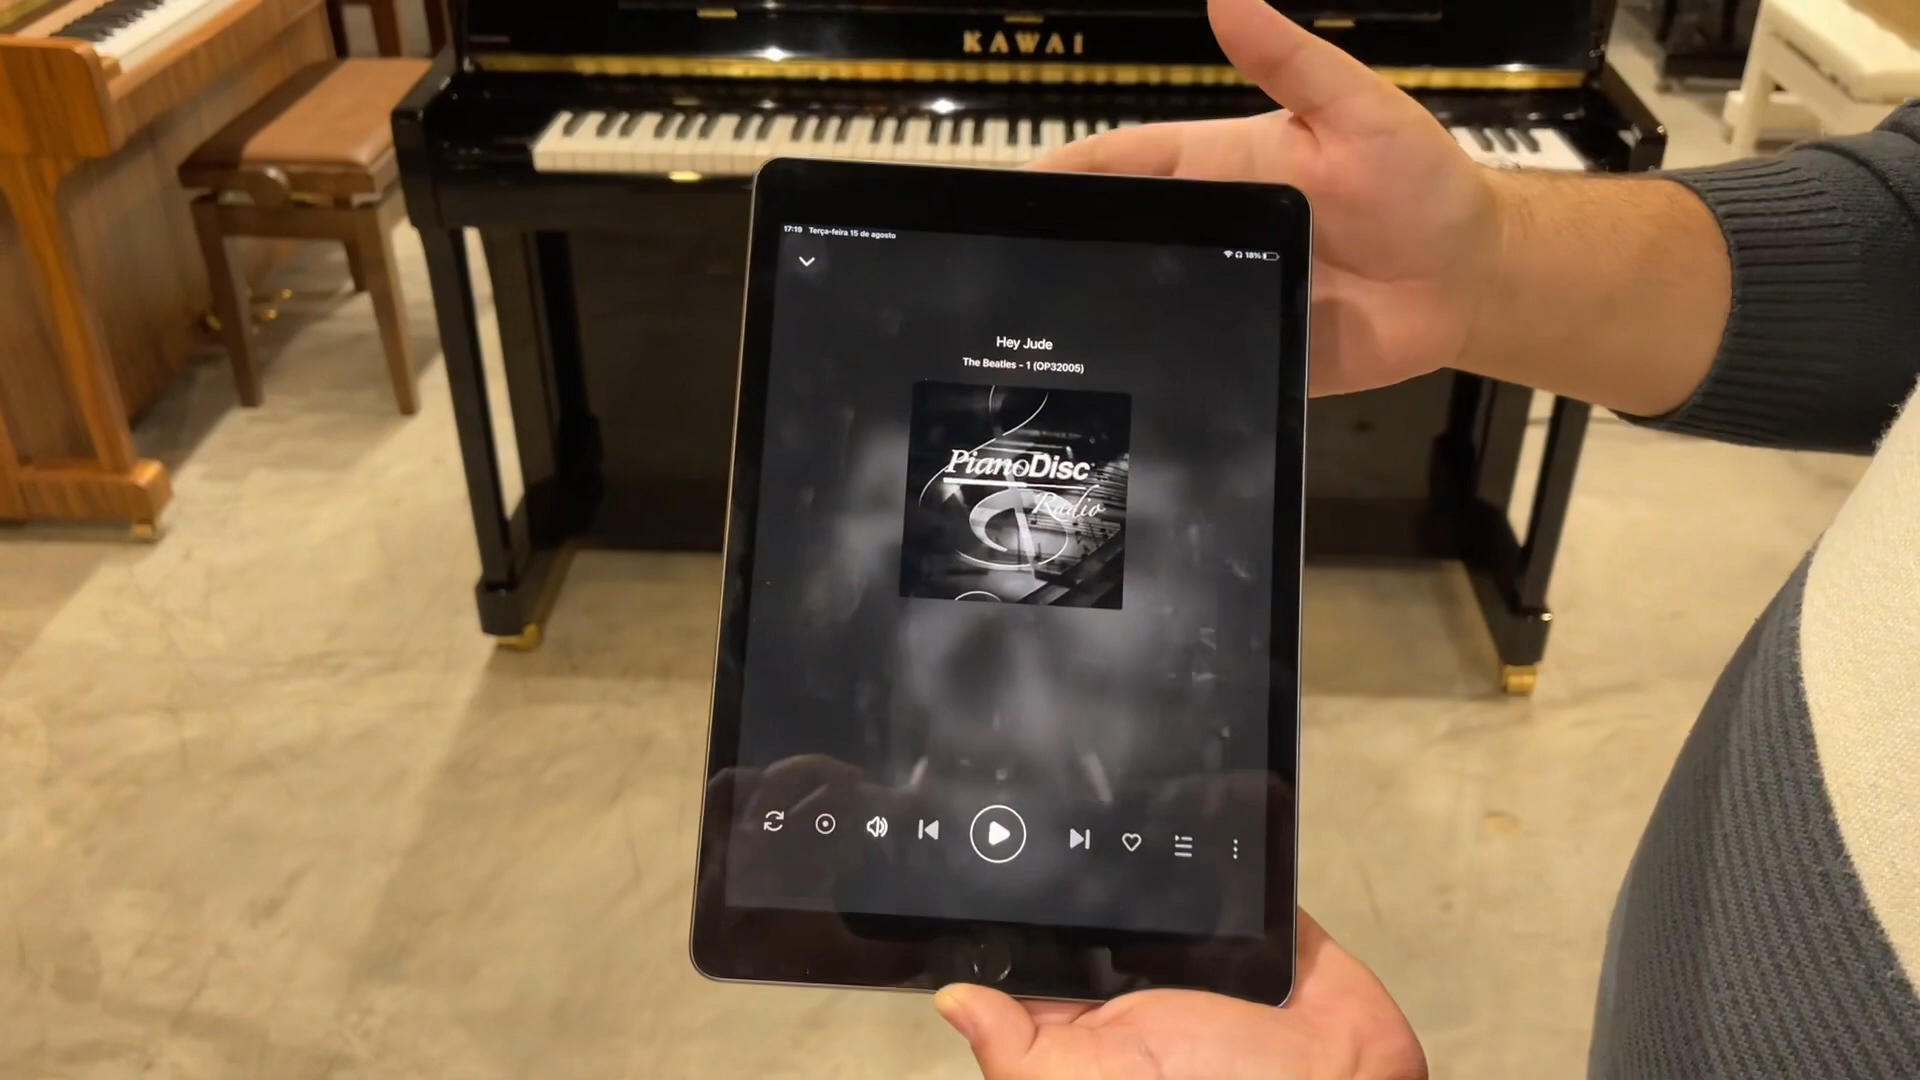 KAWAI
17:19 Terça-feira 15 de agosto
18%
Hey Jude
The Beatles - 1 (OP32005)
PianoDisc
Radio